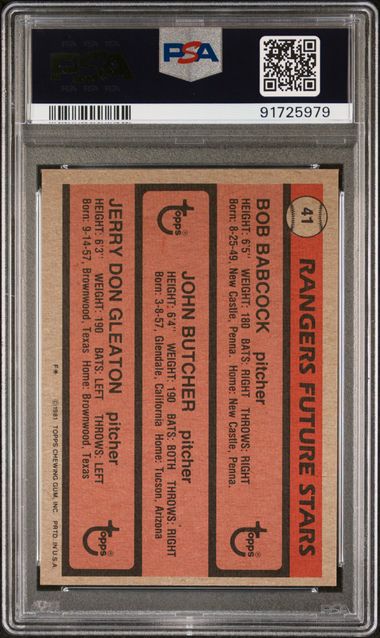 PSA
PSA
91725979
41
RANGERS FUTURE STARS
BOB BABCOCK pitcher
HEIGHT: 6'5" WEIGHT: 180 BATS: RIGHT THROWS: RIGHT
Born: 8-25-49, New Castle, Penna. Home: New Castle, Penna.
topps®
JOHN BUTCHER pitcher
HEIGHT: 6'4" WEIGHT: 190 BATS: BOTH THROWS: RIGHT
Born: 3-8-57, Glendale, California Home: Tucson, Arizona
topps®
JERRY DON GLEATON pitcher
HEIGHT: 6'3" WEIGHT: 190 BATS: LEFT THROWS: LEFT
Born: 9-14-57, Brownwood, Texas Home: Brownwood, Texas
topps®
F* ©1981 TOPPS CHEWING GUM, INC. PRTD. IN U.S.A.